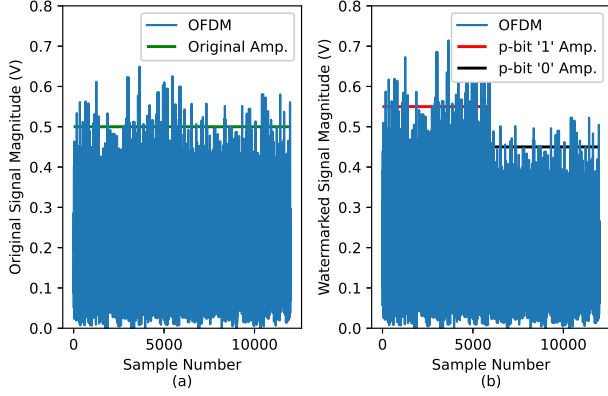 0.8
0.7
0.6
0.5
0.4
0.3
0.2
0.1
0.0
Original Signal Magnitude (V)
OFDM
Original Amp.
0
5000
10000
Sample Number
(a)
0.8
0.7
0.6
0.5
0.4
0.3
0.2
0.1
0.0
Watermarked Signal Magnitude (V)
OFDM
p-bit '1' Amp.
p-bit '0' Amp.
0
5000
10000
Sample Number
(b)